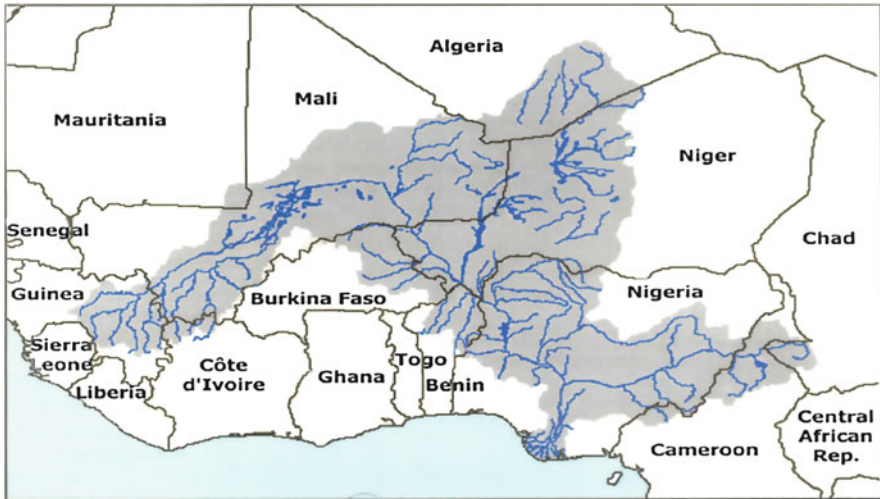 Algeria
Mali
Mauritania
Niger
Senegal
Chad
Guinea
Burkina Faso
Nigeria
Sierra
eone
Côte
d'Ivoire
Togo
Ghana
Benin
Liberia
Central
African
Rep.
Cameroon